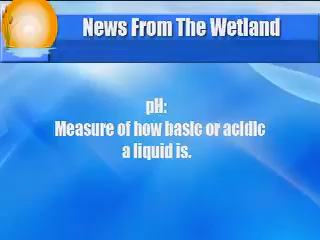 News From The Wetland
pH:
Measure of how basic or acidic
a liquid is.